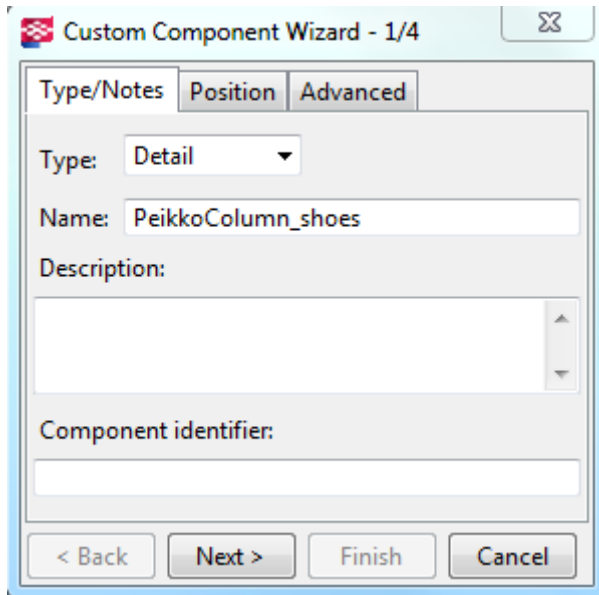 Custom Component Wizard - 1/4
Type/Notes Position Advanced
Type: Detail
Name: PeikkoColumn_shoes
Description:
Component identifier:
< Back Next > Finish Cancel